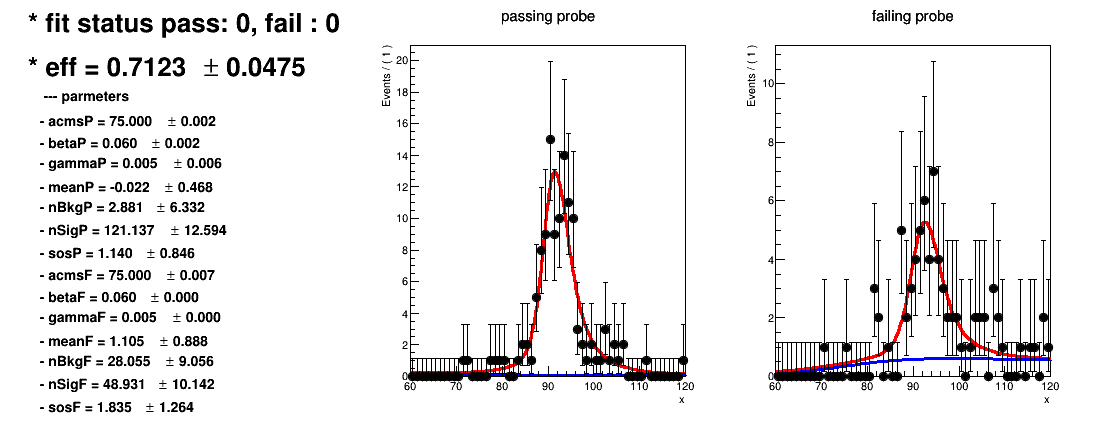 * fit status pass: 0, fail : 0
* eff = 0.7123 ± 0.0475
--- parmeters
- acmsP = 75.000 ± 0.002
- betaP = 0.060 ± 0.002
- gammaP = 0.005 ± 0.006
- meanP = -0.022 ± 0.468
- nBkgP = 2.881 ± 6.332
- nSigP = 121.137 ± 12.594
- sosP = 1.140 ± 0.846
- acmsF = 75.000 ± 0.007
- betaF = 0.060 ± 0.000
- gammaF = 0.005 ± 0.000
- meanF = 1.105 ± 0.888
- nBkgF = 28.055 ± 9.056
- nSigF = 48.931 ± 10.142
- sosF = 1.835 ± 1.264
passing probe
Events / ( 1 )
20
18
16
14
12
10
8
6
4
2
0
60 70 80 90 100 110 120
x
failing probe
Events / ( 1 )
10
8
6
4
2
0
60 70 80 90 100 110 120
x